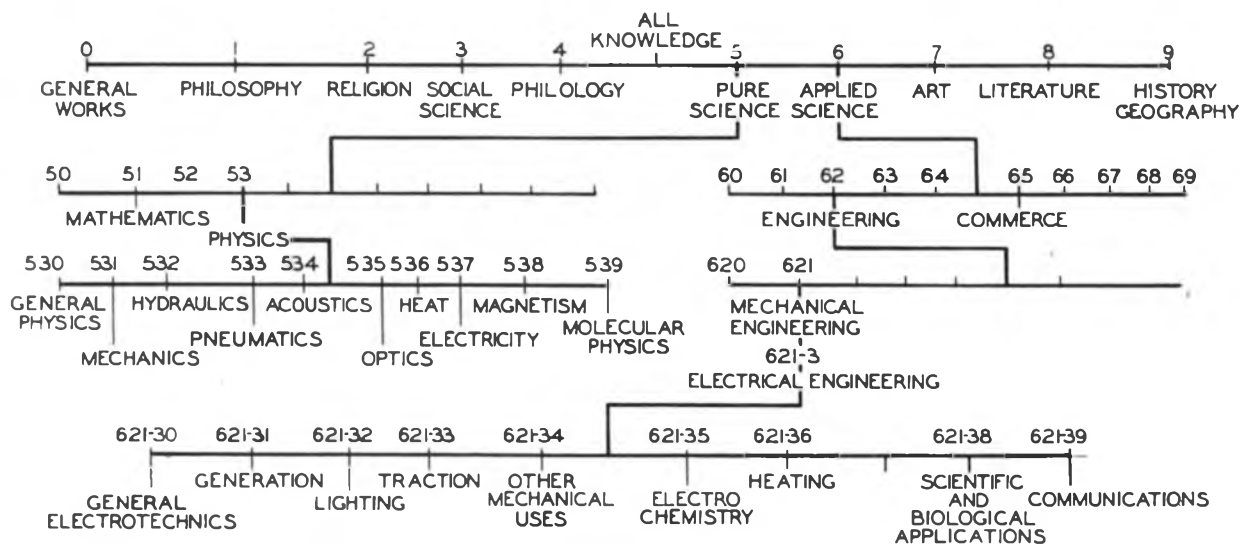 ALL
KNOWLEDGE
0 1 2 3 4 5 6 7 8 9
GENERAL WORKS PHILOSOPHY RELIGION SOCIAL SCIENCE PHILOLOGY PURE SCIENCE APPLIED SCIENCE ART LITERATURE HISTORY GEOGRAPHY
50 51 52 53
MATHEMATICS
PHYSICS
60 61 62 63 64 65 66 67 68 69
ENGINEERING COMMERCE
530 531 532 533 534 535 536 537 538 539
GENERAL PHYSICS
MECHANICS
HYDRAULICS
PNEUMATICS
ACOUSTICS
OPTICS
HEAT
ELECTRICITY
MAGNETISM
MOLECULAR PHYSICS
620 621
MECHANICAL
ENGINEERING
621-3
ELECTRICAL ENGINEERING
621-30 621-31 621-32 621-33 621-34 621-35 621-36 621-38 621-39
GENERAL
ELECTROTECHNICS
GENERATION
LIGHTING
TRACTION
OTHER
MECHANICAL
USES
ELECTRO
CHEMISTRY
HEATING
SCIENTIFIC
AND
BIOLOGICAL
APPLICATIONS
COMMUNICATIONS